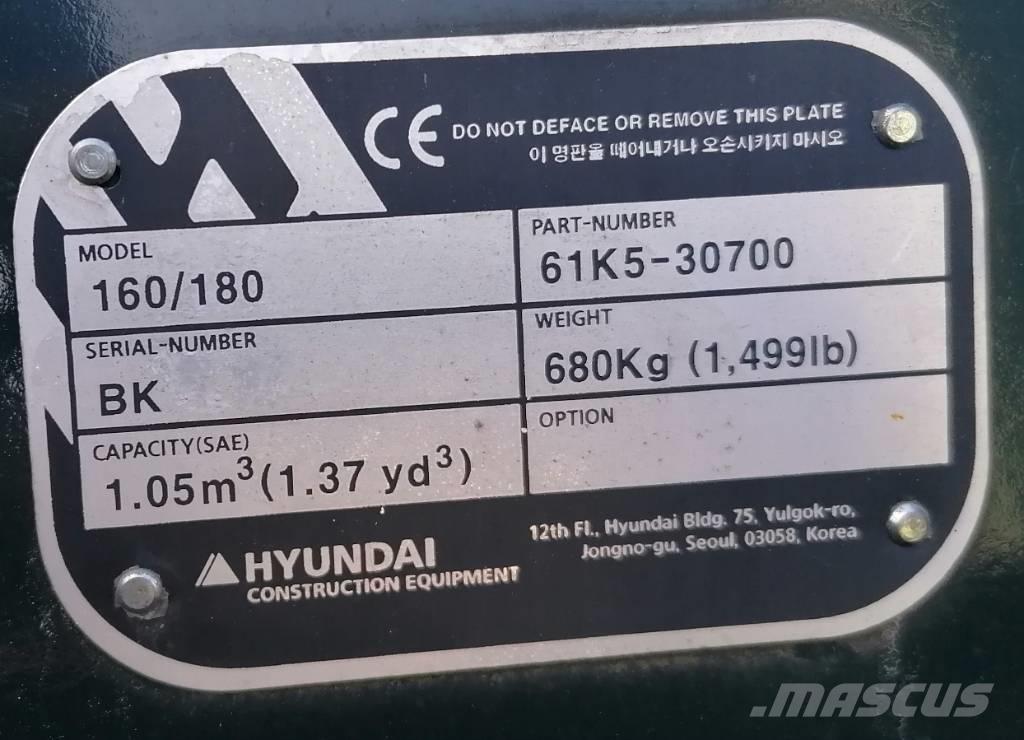 CE DO NOT DEFACE OR REMOVE THIS PLATE
이 명판을 떼어내거나 오손시키지 마시오
MODEL
160/180
PART-NUMBER
61K5-30700
SERIAL-NUMBER
BK
WEIGHT
680Kg (1,499lb)
CAPACITY(SAE)
1.05m³(1.37 yd³)
OPTION
HYUNDAI
CONSTRUCTION EQUIPMENT
12th Fl., Hyundai Bldg. 75, Yulgok-ro,
Jongno-gu, Seoul, 03058, Korea
.MASCUS